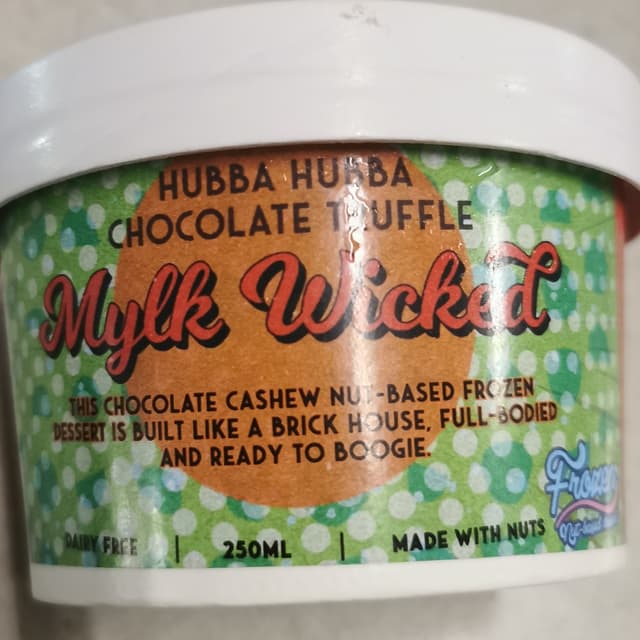 HUBBA HUBBA
CHOCOLATE TRUFFLE
Mylk Wicked
THIS CHOCOLATE CASHEW NUT-BASED FROZEN
DESSERT IS BUILT LIKE A BRICK HOUSE, FULL-BODIED
AND READY TO BOOGIE.
DAIRY FREE | 250ML | MADE WITH NUTS